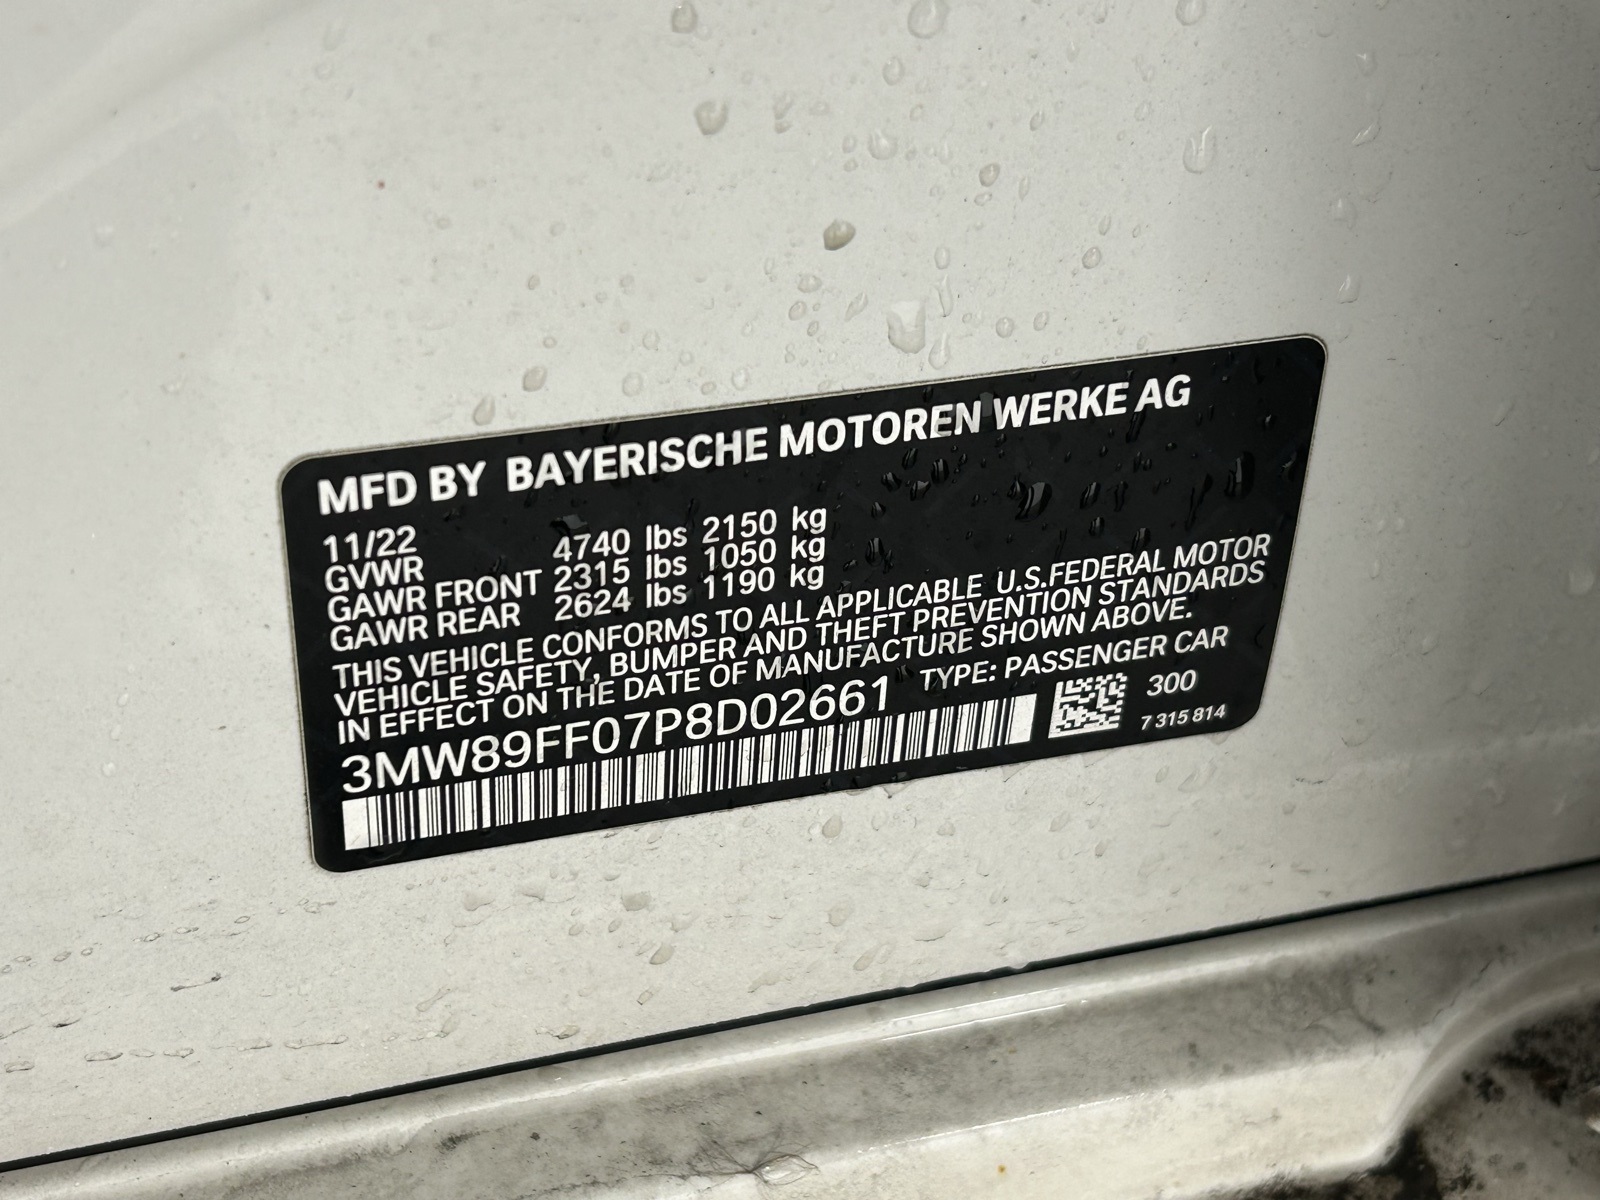 MFD BY BAYERISCHE MOTOREN WERKE AG
11/22
GVWR 4740 lbs 2150 kg
GAWR FRONT 2315 lbs 1050 kg
GAWR REAR 2624 lbs 1190 kg
THIS VEHICLE CONFORMS TO ALL APPLICABLE U.S.FEDERAL MOTOR
VEHICLE SAFETY, BUMPER AND THEFT PREVENTION STANDARDS
IN EFFECT ON THE DATE OF MANUFACTURE SHOWN ABOVE.
3MW89FF07P8D02661 TYPE: PASSENGER CAR
300
7 315 814